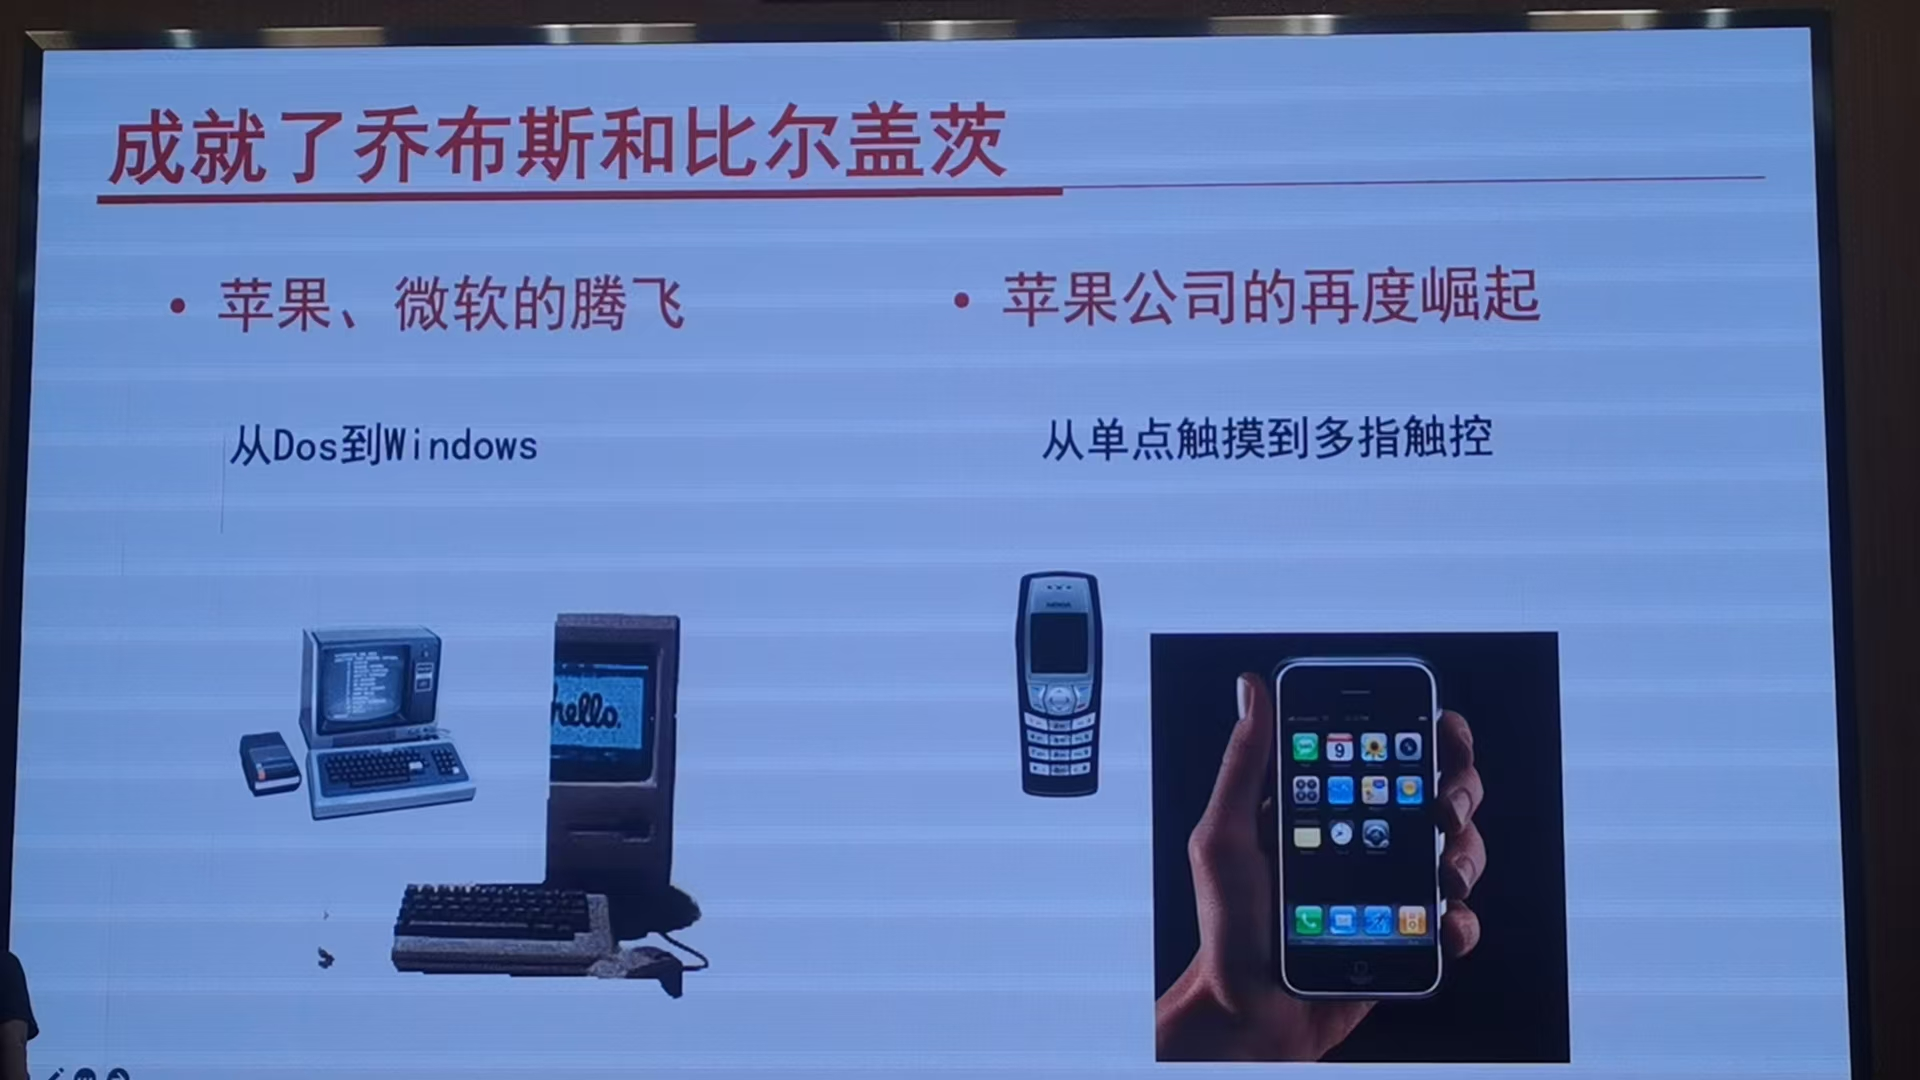 成就了乔布斯和比尔盖茨
• 苹果、微软的腾飞
从Dos到Windows
• 苹果公司的再度崛起
从单点触摸到多指触控
hello.
9